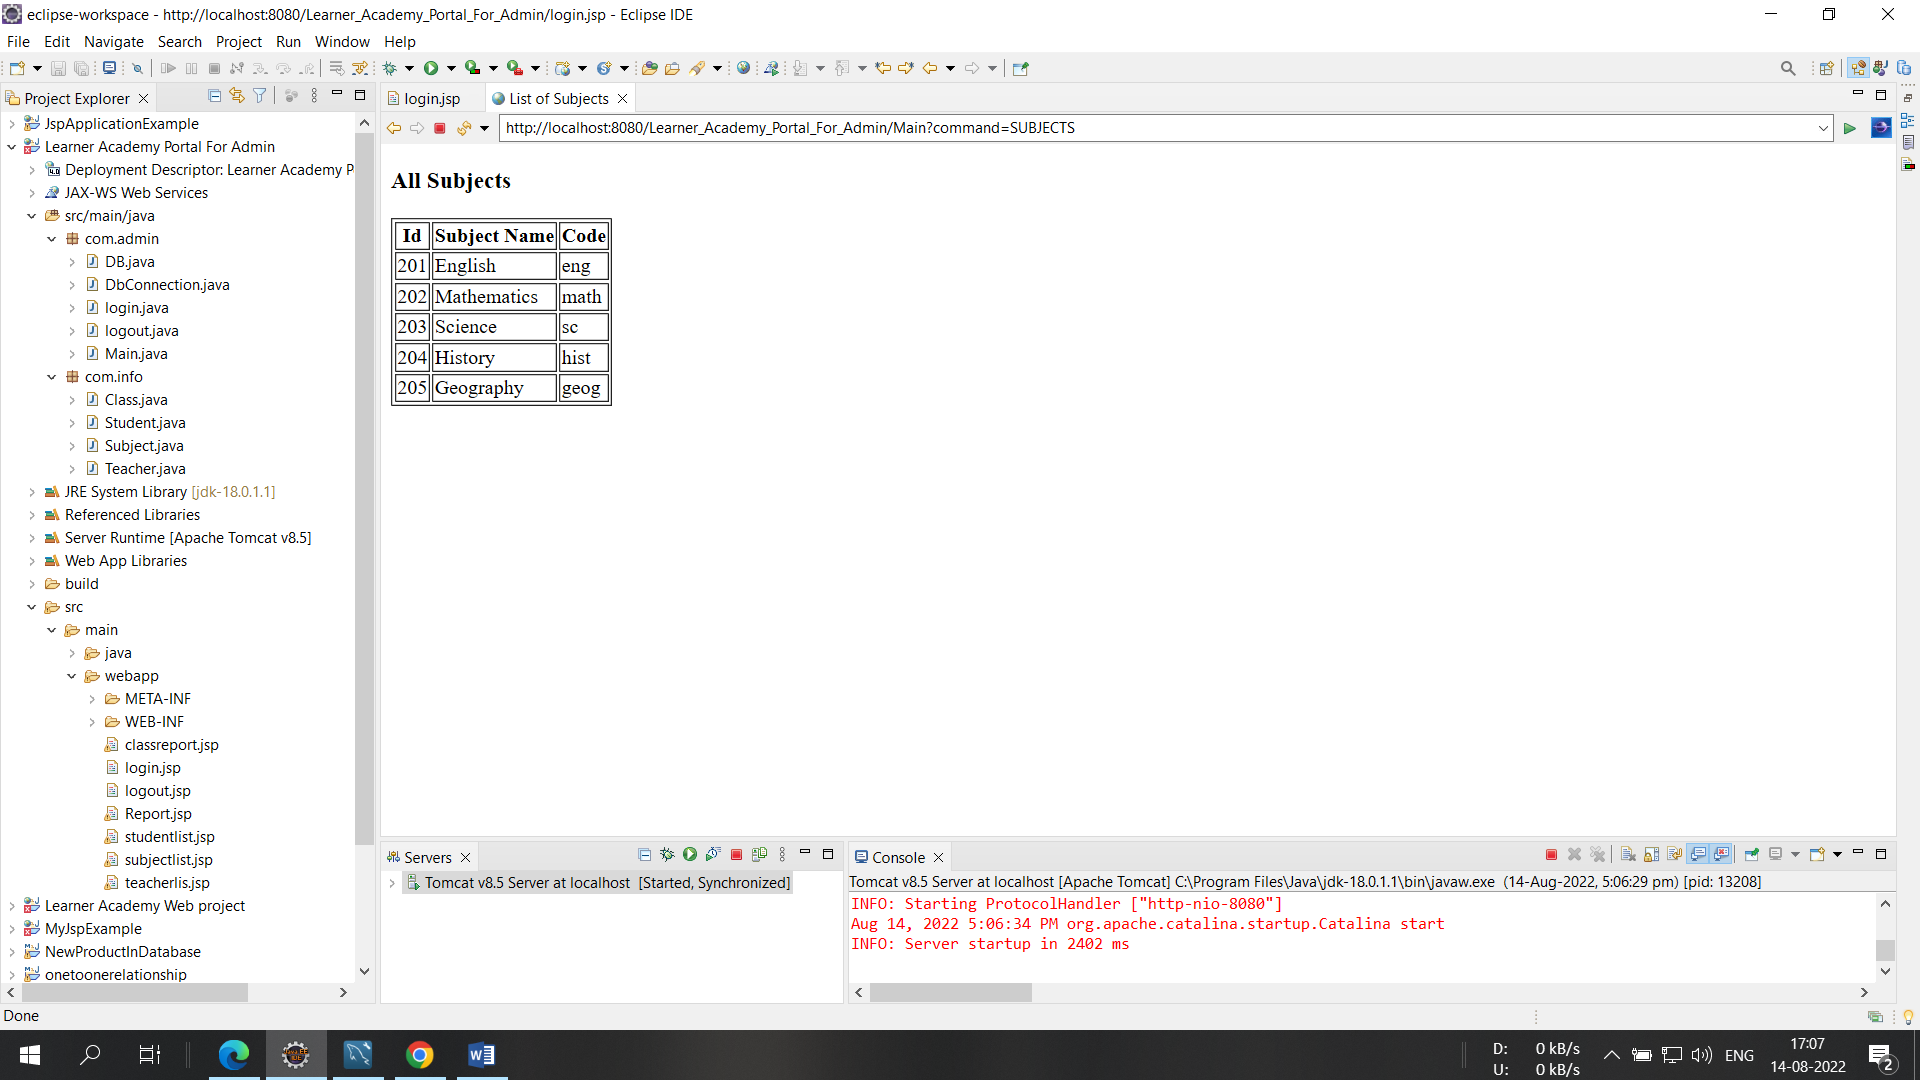 eclipse-workspace - http://localhost:8080/Learner_Academy_Portal_For_Admin/login.jsp - Eclipse IDE
File Edit Navigate Search Project Run Window Help
Project Explorer
JspApplicationExample
Learner Academy Portal For Admin
Deployment Descriptor: Learner Academy P
JAX-WS Web Services
src/main/java
com.admin
DB.java
DbConnection.java
login.java
logout.java
Main.java
com.info
Class.java
Student.java
Subject.java
Teacher.java
JRE System Library [jdk-18.0.1.1]
Referenced Libraries
Server Runtime [Apache Tomcat v8.5]
Web App Libraries
build
src
main
java
webapp
META-INF
WEB-INF
classreport.jsp
login.jsp
logout.jsp
Report.jsp
studentlist.jsp
subjectlist.jsp
teacherlis.jsp
Learner Academy Web project
MyJspExample
NewProductInDatabase
onetoonerelationship
login.jsp List of Subjects
http://localhost:8080/Learner_Academy_Portal_For_Admin/Main?command=SUBJECTS
All Subjects
Id Subject Name Code
201 English eng
202 Mathematics math
203 Science sc
204 History hist
205 Geography geog
Servers
Tomcat v8.5 Server at localhost [Started, Synchronized]
Console
Tomcat v8.5 Server at localhost [Apache Tomcat] C:\Program Files\Java\jdk-18.0.1.1\bin\javaw.exe (14-Aug-2022, 5:06:29 pm) [pid: 13208]
INFO: Starting ProtocolHandler ["http-nio-8080"]
Aug 14, 2022 5:06:34 PM org.apache.catalina.startup.Catalina start
INFO: Server startup in 2402 ms
Done
D: 0 kB/s
U: 0 kB/s
ENG
17:07
14-08-2022
2